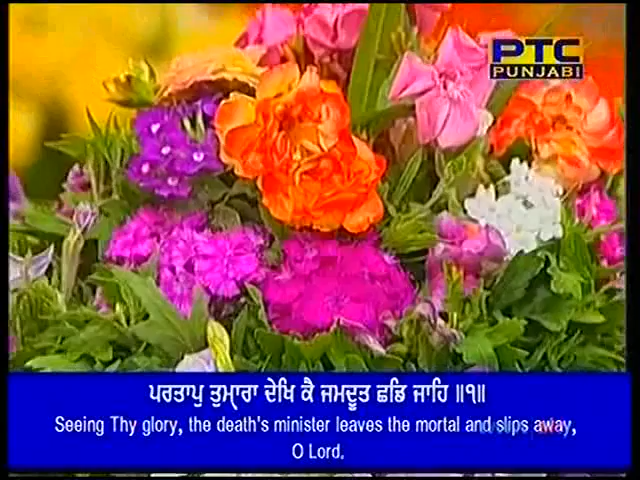 PTC
PUNJABI
ਪਰਤਾਪੁ ਤੁਮ੍ਹਾਰਾ ਦੇਖਿ ਕੈ ਜਮਦੂਤ ਛਡਿ ਜਾਹਿ ॥੧॥
Seeing Thy glory, the death's minister leaves the mortal and slips away,
O Lord.